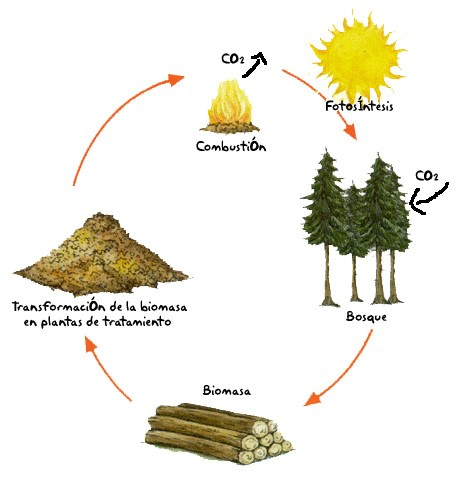 CO2
Combustión
Fotosíntesis
CO2
Bosque
Biomasa
Transformación de la biomasa
en plantas de tratamiento